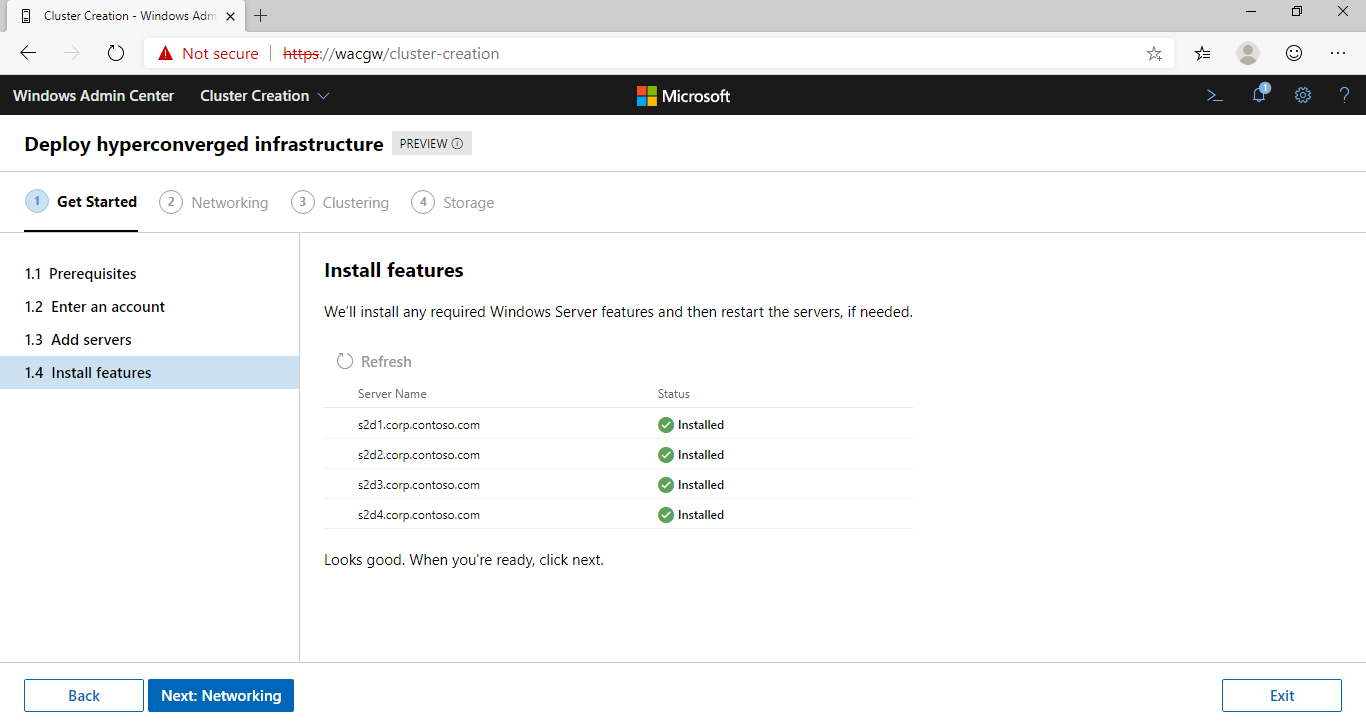 Cluster Creation - Windows Adm
Not secure https://wacgw/cluster-creation
Windows Admin Center Cluster Creation Microsoft 1 ?
Deploy hyperconverged infrastructure PREVIEW
1 Get Started 2 Networking 3 Clustering 4 Storage
1.1 Prerequisites
1.2 Enter an account
1.3 Add servers
1.4 Install features
Install features
We'll install any required Windows Server features and then restart the servers, if needed.
Refresh
Server Name Status
s2d1.corp.contoso.com Installed
s2d2.corp.contoso.com Installed
s2d3.corp.contoso.com Installed
s2d4.corp.contoso.com Installed
Looks good. When you're ready, click next.
Back Next: Networking Exit